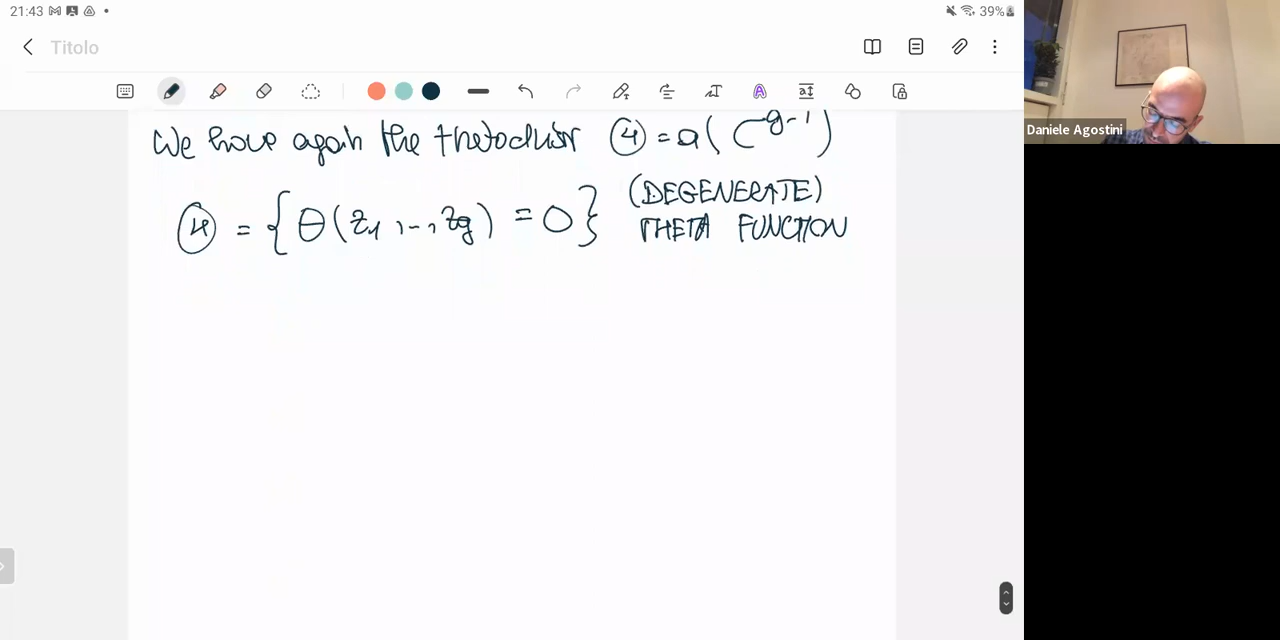 21:43
39%
Titolo
We have again the theta divisor Ⓗ = a( C^{g-1} )
Daniele Agostini
Ⓗ = { θ(z₁, ..., zg) = 0 } (DEGENERATE)
THETA FUNCTION